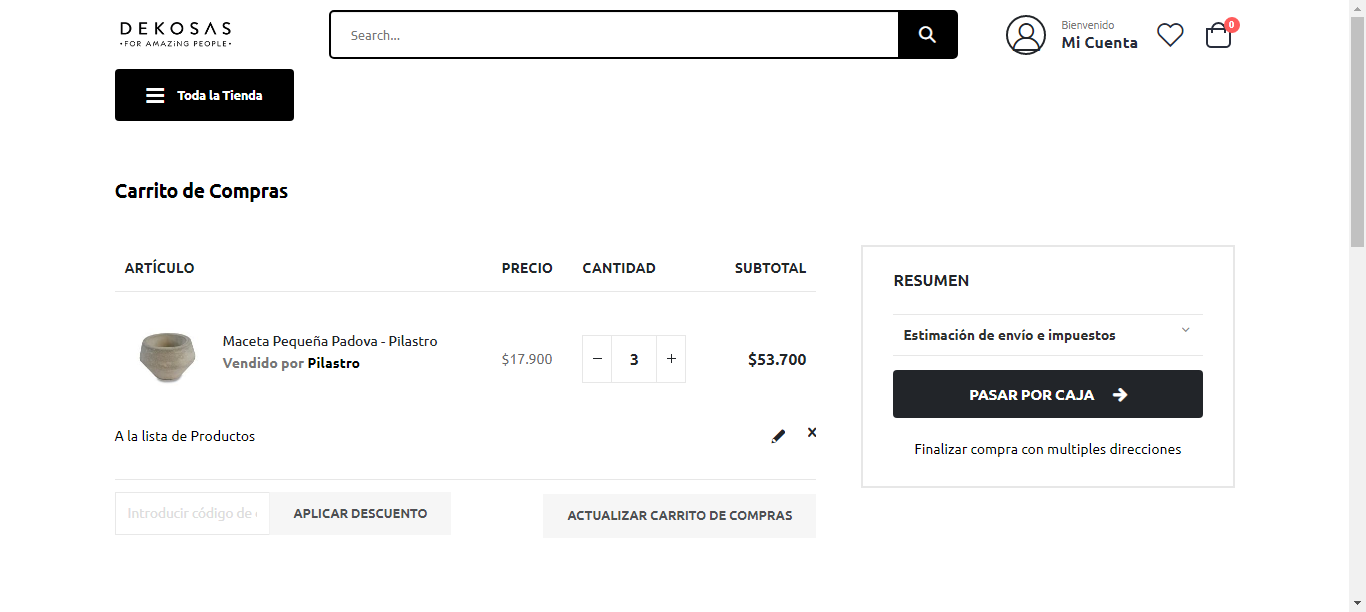 DEKOSAS
•FOR AMAZING PEOPLE•
Search...
Bienvenido
Mi Cuenta
0
Toda la Tienda
Carrito de Compras
ARTÍCULO PRECIO CANTIDAD SUBTOTAL
Maceta Pequeña Padova - Pilastro
Vendido por Pilastro
$17.900 − 3 + $53.700
A la lista de Productos
Introducir código de
APLICAR DESCUENTO
ACTUALIZAR CARRITO DE COMPRAS
RESUMEN
Estimación de envío e impuestos
PASAR POR CAJA
Finalizar compra con multiples direcciones